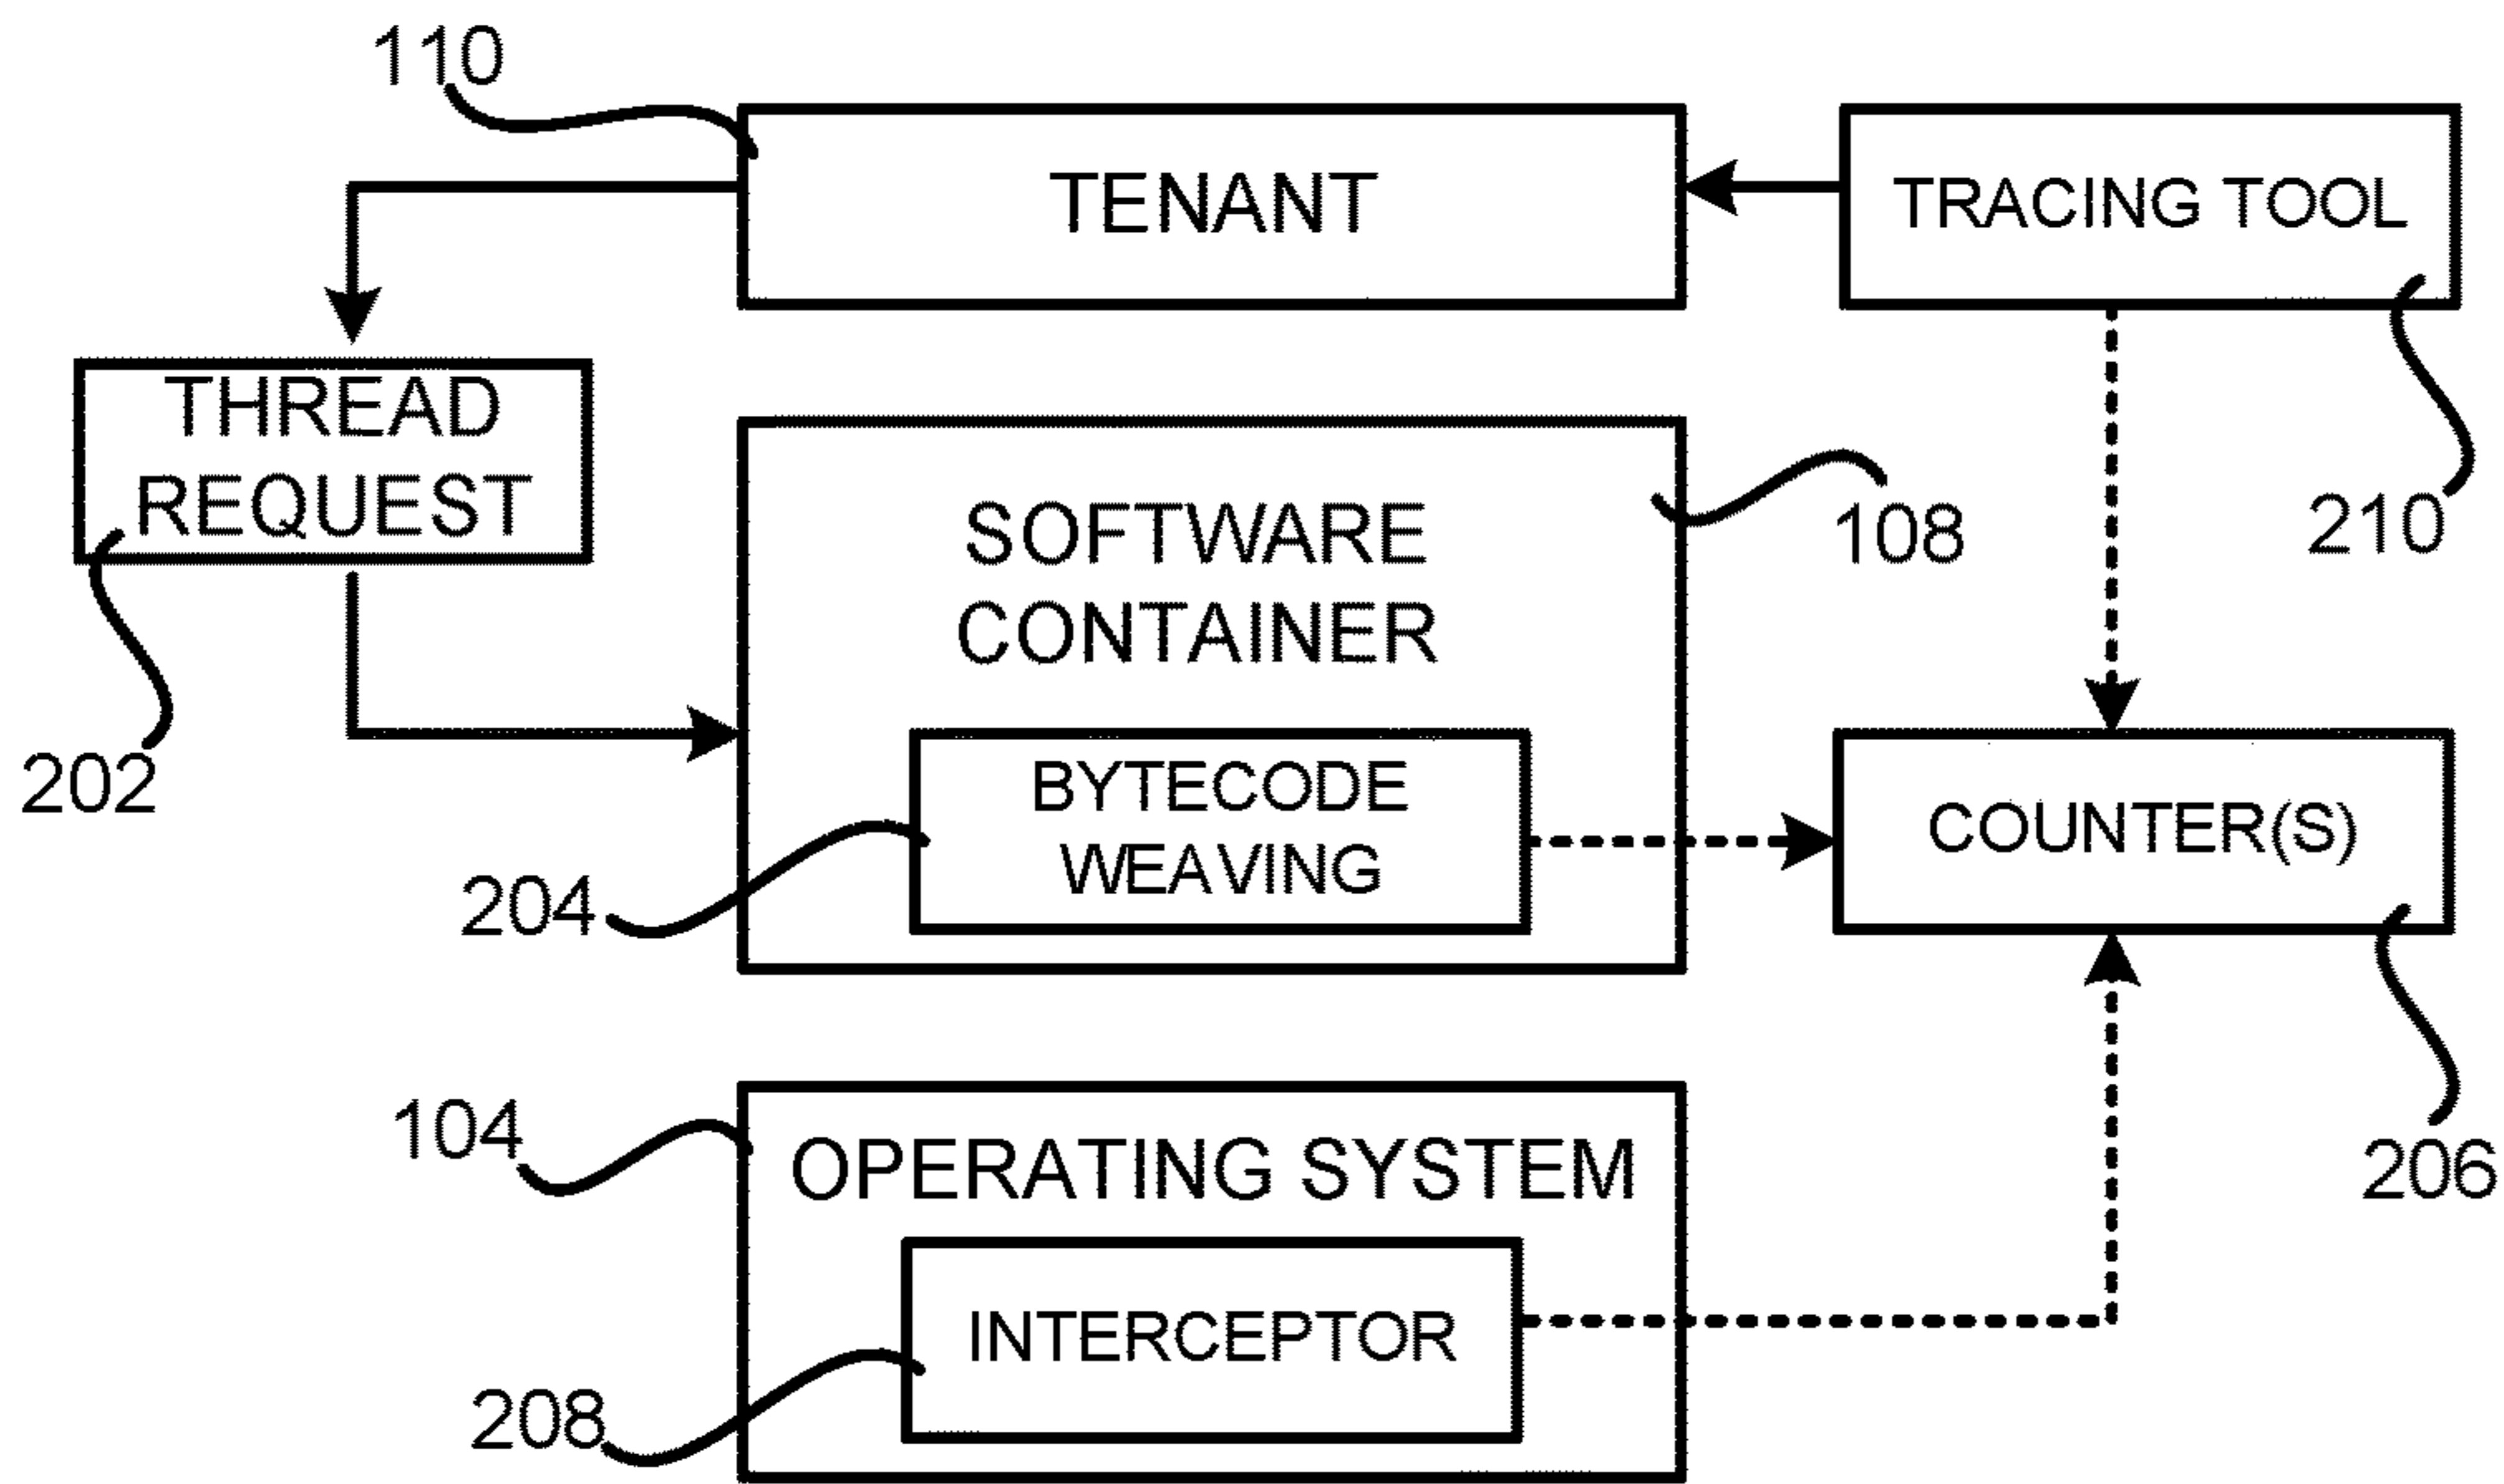 110
TENANT
TRACING TOOL
THREAD
REQUEST
SOFTWARE
CONTAINER
108
210
202
BYTECODE
WEAVING
COUNTER(S)
204
104
OPERATING SYSTEM
206
INTERCEPTOR
208